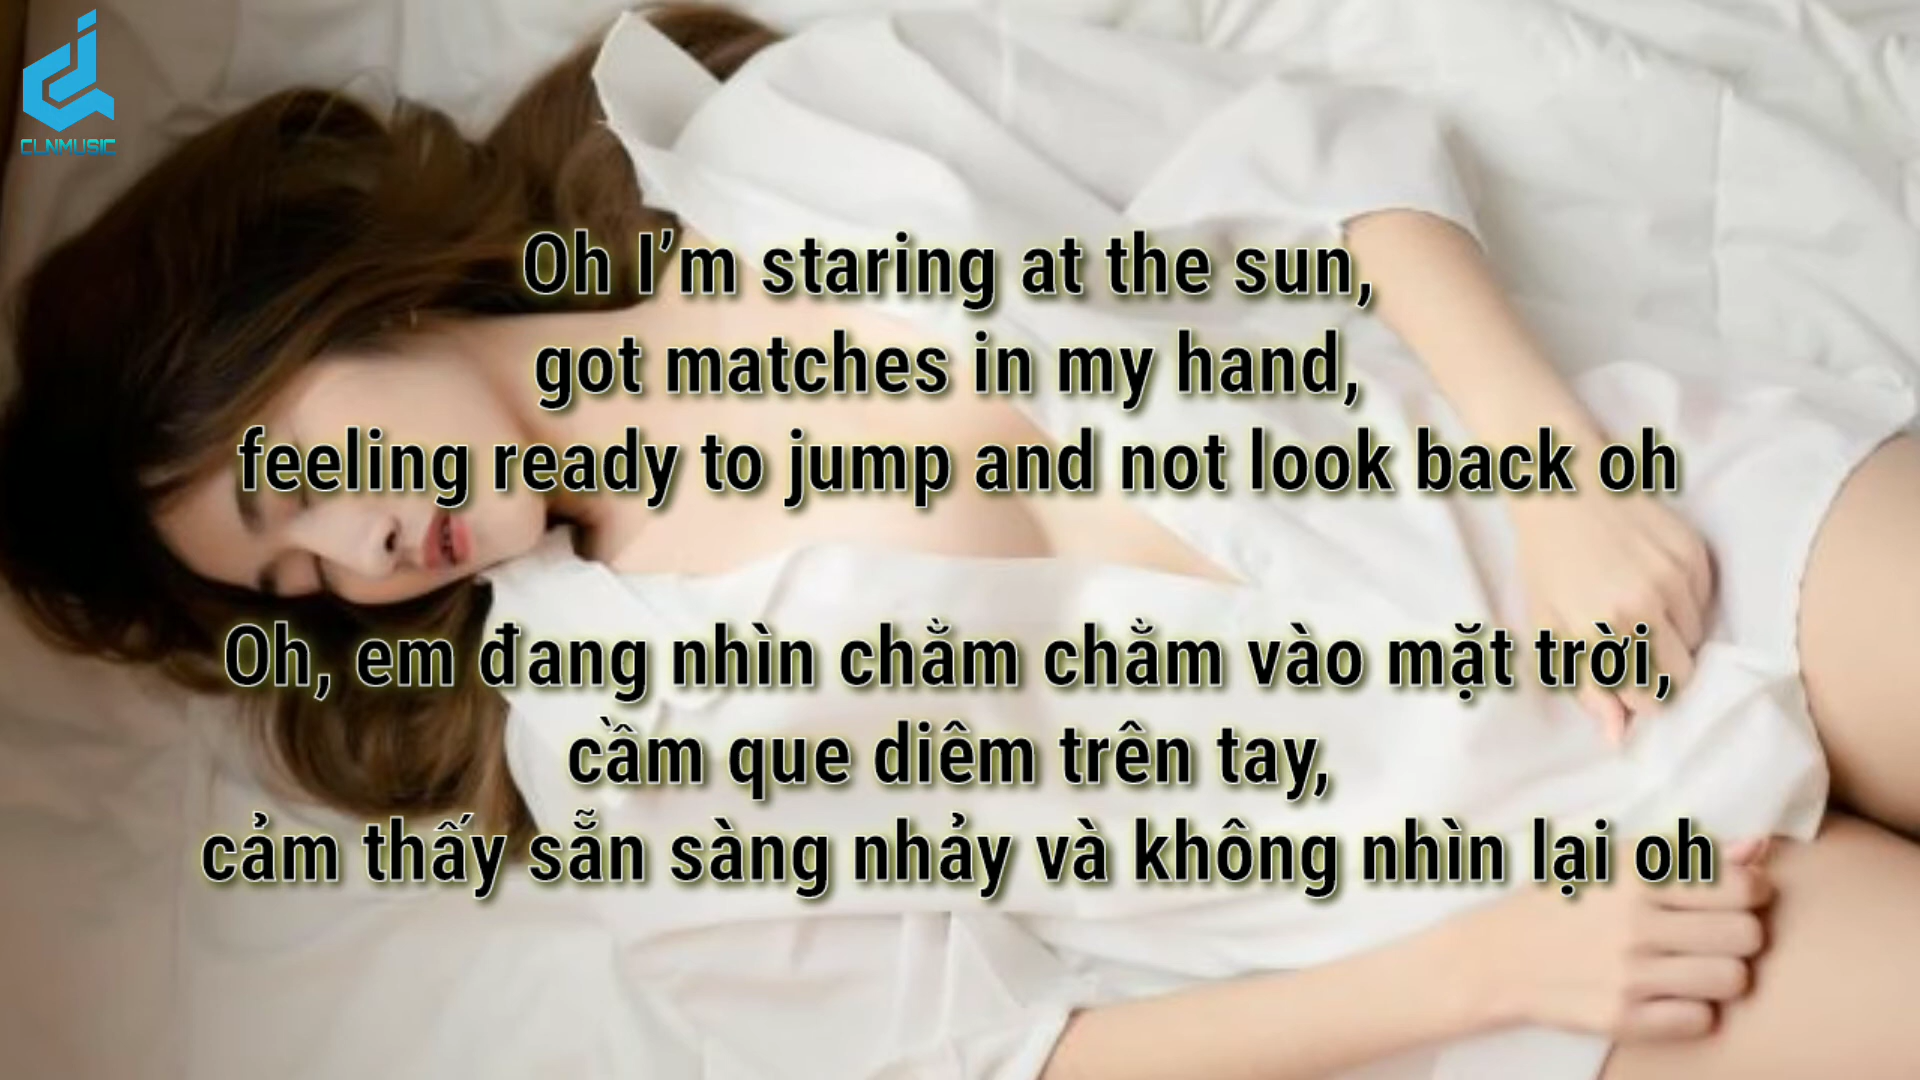 CLNMUSIC
Oh I’m staring at the sun,
got matches in my hand,
feeling ready to jump and not look back oh
Oh, em đang nhìn chằm chằm vào mặt trời,
cầm que diêm trên tay,
cảm thấy sẵn sàng nhảy và không nhìn lại oh